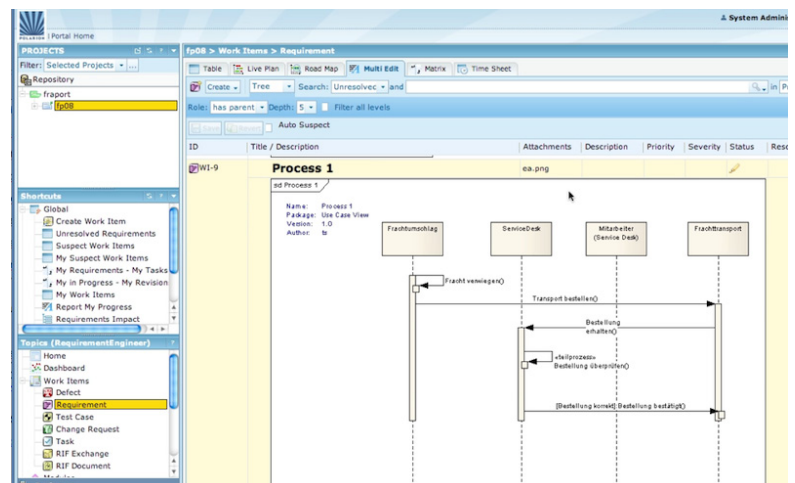 System Admini
POLARION
Portal Home
PROJECTS
Filter: Selected Projects
Repository
fraport
fp08
Shortcuts
Global
Create Work Item
Unresolved Requirements
Suspect Work Items
My Suspect Work Items
My Requirements - My Tasks
My in Progress - My Revision
My Work Items
Report My Progress
Requirements Impact
Topics (RequirementEngineer)
Home
Dashboard
Work Items
Defect
Requirement
Test Case
Change Request
Task
RIF Exchange
RIF Document
fp08 > Work Items > Requirement
Table Live Plan Road Map Multi Edit Matrix Time Sheet
Create Tree Search: Unresolvec and in P
Role: has parent Depth: 5 Filter all levels
Save Revert Auto Suspect
ID Title / Description Attachments Description Priority Severity Status Reso
WI-9 Process 1 ea.png
sd Process 1
Name: Process 1
Package: Use Case View
Version: 1.0
Author: ts
Frachtumschlag ServiceDesk Mitarbeiter Frachttransport
(Service Desk)
Fracht verwiegen()
Transport bestellen()
Bestellung
erhalten()
«teilprozess»
Bestellung überprüfen()
[Bestellung korrekt]:Bestellung bestätigt()